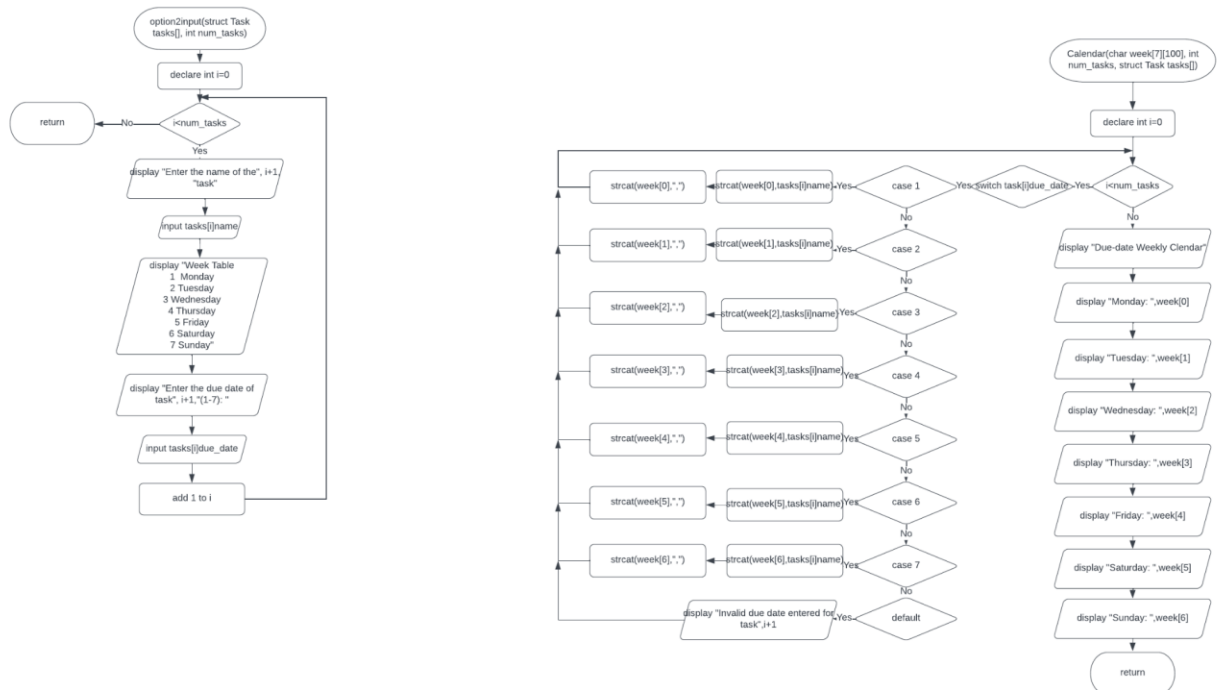 option2input(struct Task
tasks[], int num_tasks)
declare int i=0
i<num_tasks
No
return
Yes
display "Enter the name of the", i+1,
"task"
input tasks[i]name
display "Week Table
1 Monday
2 Tuesday
3 Wednesday
4 Thursday
5 Friday
6 Saturday
7 Sunday"
display "Enter the due date of
task", i+1,"(1-7): "
input tasks[i]due_date
add 1 to i
Calendar(char week[7][100], int
num_tasks, struct Task tasks[])
declare int i=0
i<num_tasks
Yes
switch task[i]due_date
Yes
case 1
Yes
strcat(week[0],tasks[i]name)
strcat(week[0],",")
No
case 2
Yes
strcat(week[1],tasks[i]name)
strcat(week[1],",")
No
case 3
Yes
strcat(week[2],tasks[i]name)
strcat(week[2],",")
No
case 4
Yes
strcat(week[3],tasks[i]name)
strcat(week[3],",")
No
case 5
Yes
strcat(week[4],tasks[i]name)
strcat(week[4],",")
No
case 6
Yes
strcat(week[5],tasks[i]name)
strcat(week[5],",")
No
case 7
Yes
strcat(week[6],tasks[i]name)
strcat(week[6],",")
No
default
Yes
display "Invalid due date entered for
task",i+1
No
display "Due-date Weekly Clendar"
display "Monday: ",week[0]
display "Tuesday: ",week[1]
display "Wednesday: ",week[2]
display "Thursday: ",week[3]
display "Friday: ",week[4]
display "Saturday: ",week[5]
display "Sunday: ",week[6]
return